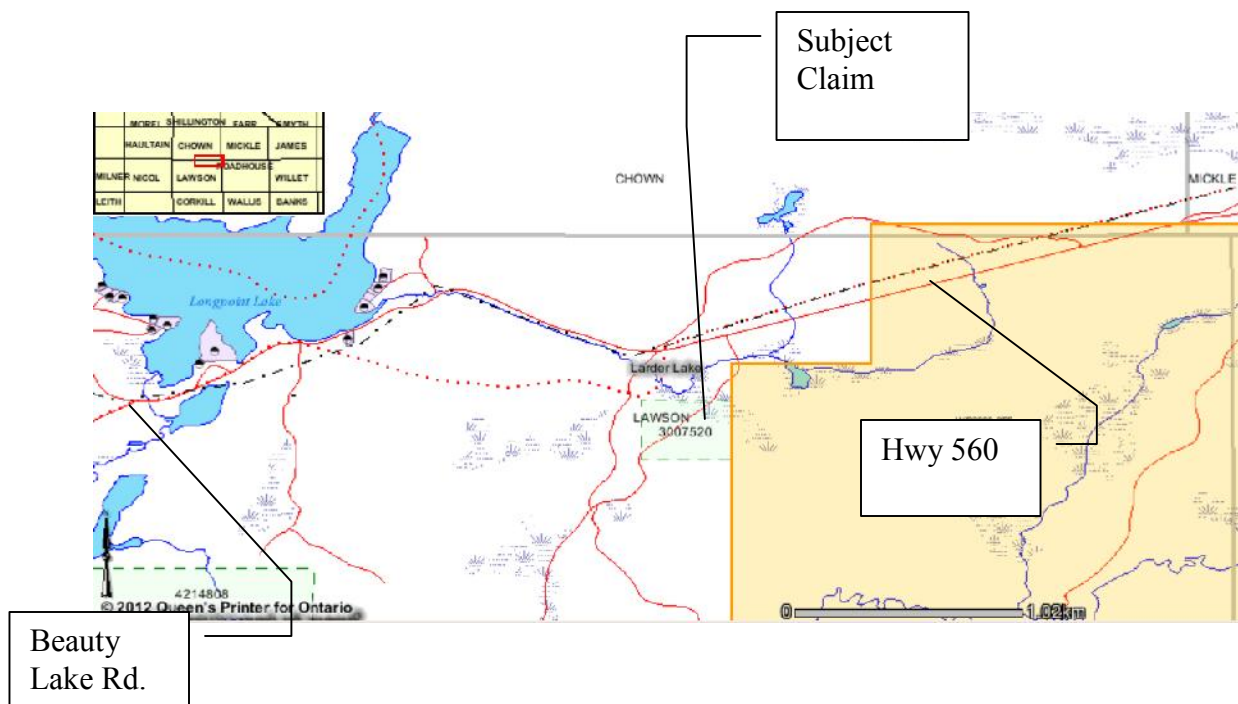 Subject
Claim
MOREL SHILLINGTON FARR SMYTH
HAULTAIN CHOWN MICKLE JAMES
ROADHOUSE
MILNER NICOL LAWSON WILLET
LEITH CORKILL WALLIS BANKS
CHOWN
MICKLE
Longpoint Lake
Larder Lake
LAWSON
3007520
Hwy 560
4214808
© 2012 Queen's Printer for Ontario
0 1.02km
Beauty
Lake Rd.